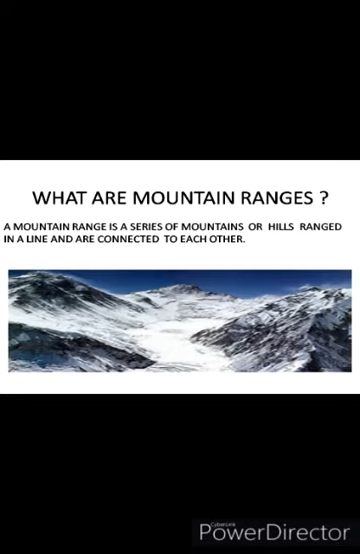 WHAT ARE MOUNTAIN RANGES ?
A MOUNTAIN RANGE IS A SERIES OF MOUNTAINS OR HILLS RANGED
IN A LINE AND ARE CONNECTED TO EACH OTHER.
CyberLink
PowerDirector